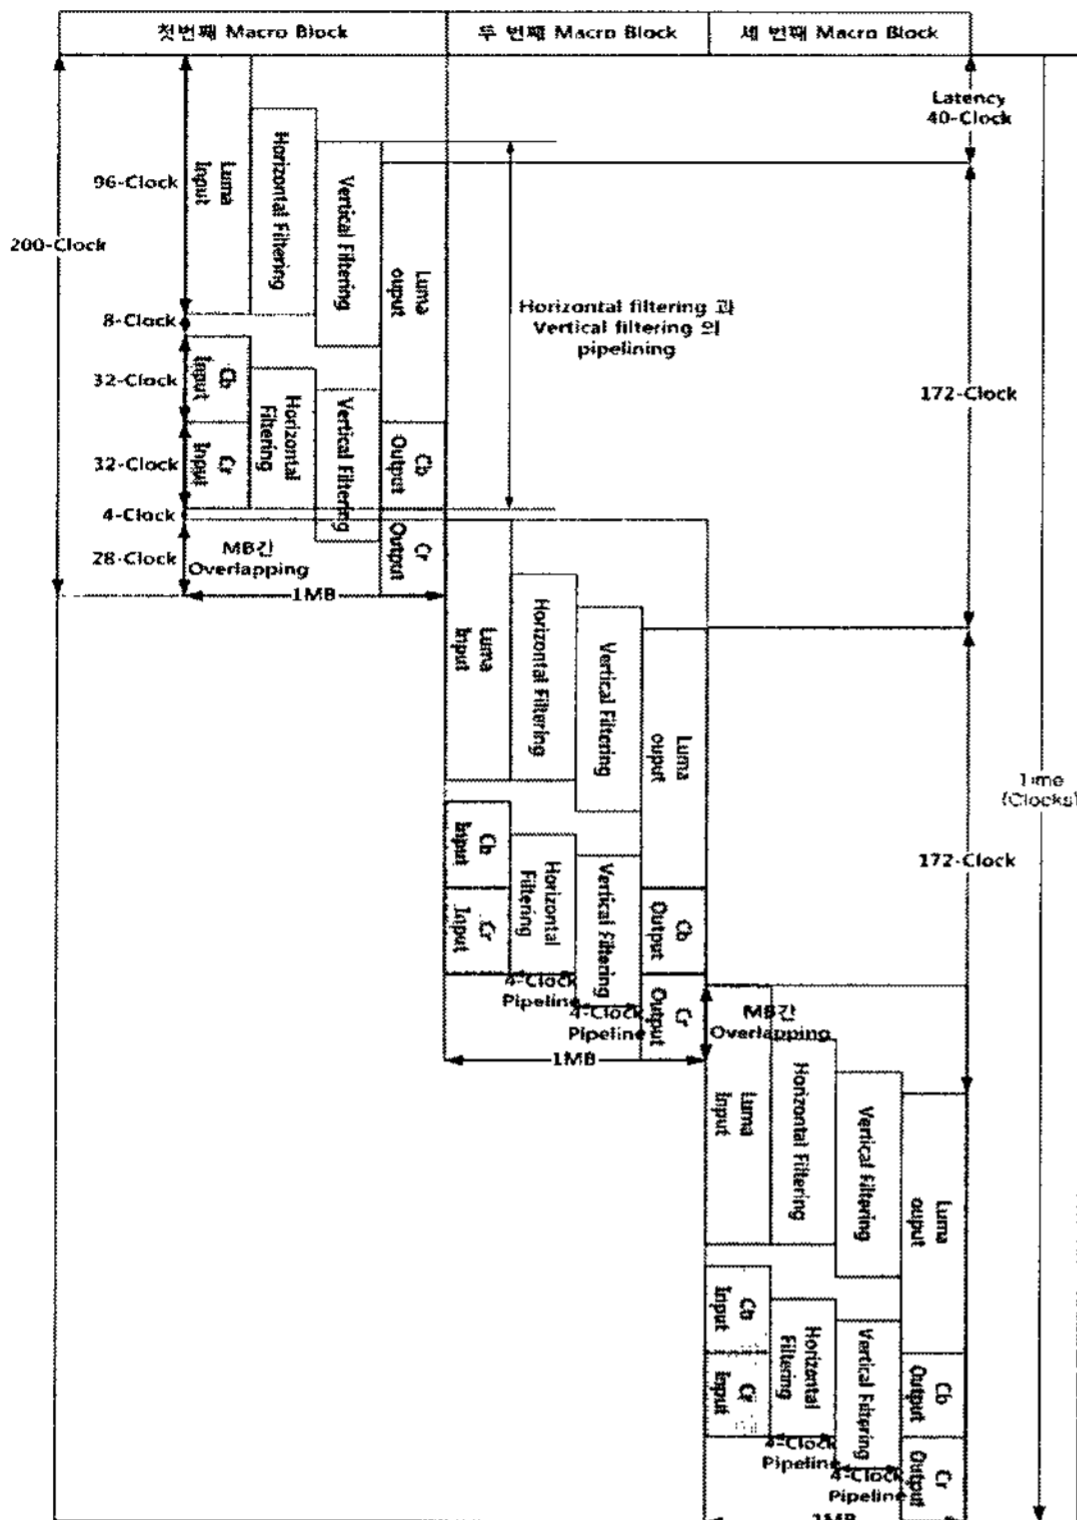 첫번째 Macro Block
두 번째 Macro Block
세 번째 Macro Block
Latency
40-Clock
96-Clock
200-Clock
8-Clock
32-Clock
32-Clock
4-Clock
28-Clock
Luma
Input
Horizontal Filtering
Vertical Filtering
Luma
ouput
Horizontal filtering 과
Vertical filtering 의
pipelining
172-Clock
Cb
Input
Cr
Input
Horizontal
Filtering
Vertical Filtering
Cb
Output
Cr
Output
MB간
Overlapping
1MB
Luma
Input
Horizontal Filtering
Vertical Filtering
Luma
ouput
Time
(Clocks)
172-Clock
Cb
Input
Cr
Input
Horizontal
Filtering
Vertical Filtering
Cb
Output
Cr
Output
4-Clock
Pipeline
4-Clock
Pipeline
1MB
MB간
Overlapping
Luma
Input
Horizontal Filtering
Vertical Filtering
Luma
ouput
Cb
Input
Cr
Input
Horizontal
Filtering
Vertical Filtering
Cb
Output
Cr
Output
4-Clock
Pipeline
4-Clock
Pipeline
1MB